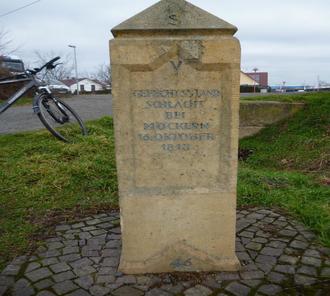 S
Y
GEFECHTSSTAND
SCHLACHT
BEI
MÖCKERN
16. OKTOBER
1813
46